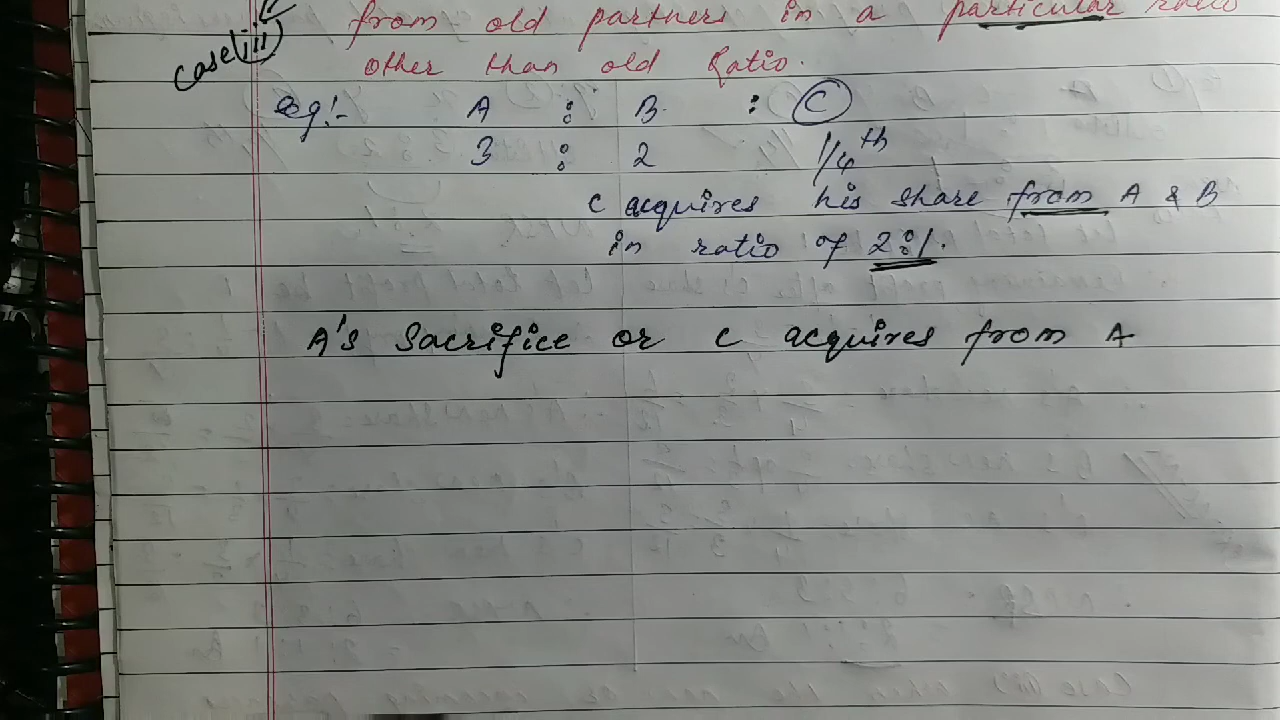 from old partners in a particular ratio
Case (iii) other than old Ratio.
eg:- A : B : C
3 : 2 1/6th
C acquires his share from A & B
in ratio of 2:1.
A's Sacrifice or C acquires from A